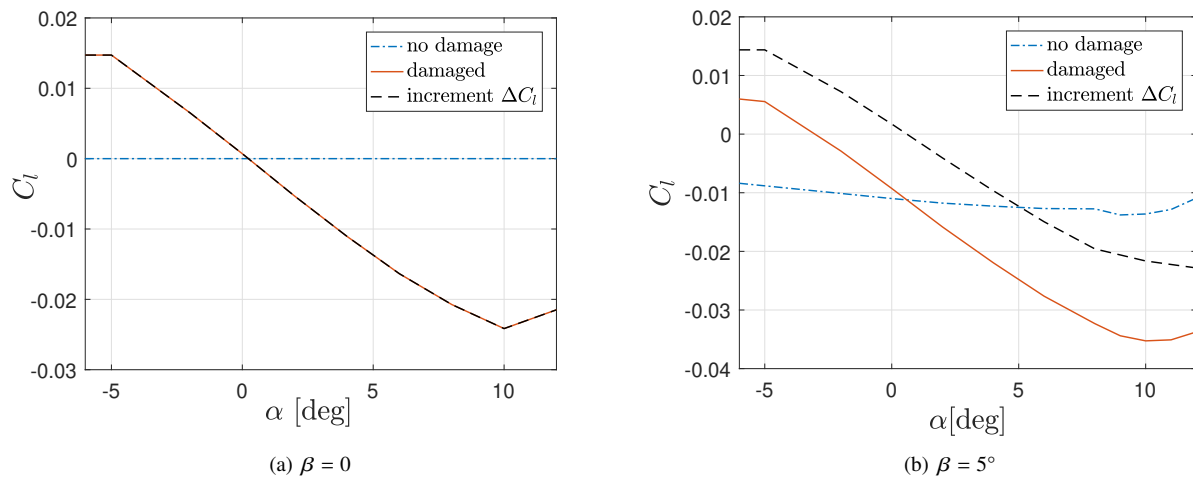 0.02
0.01
0
-0.01
-0.02
-0.03
C_l
-5
0
5
10
α [deg]
no damage
damaged
increment ΔC_l
(a) β = 0
0.02
0.01
0
-0.01
-0.02
-0.03
-0.04
C_l
-5
0
5
10
α[deg]
no damage
damaged
increment ΔC_l
(b) β = 5°